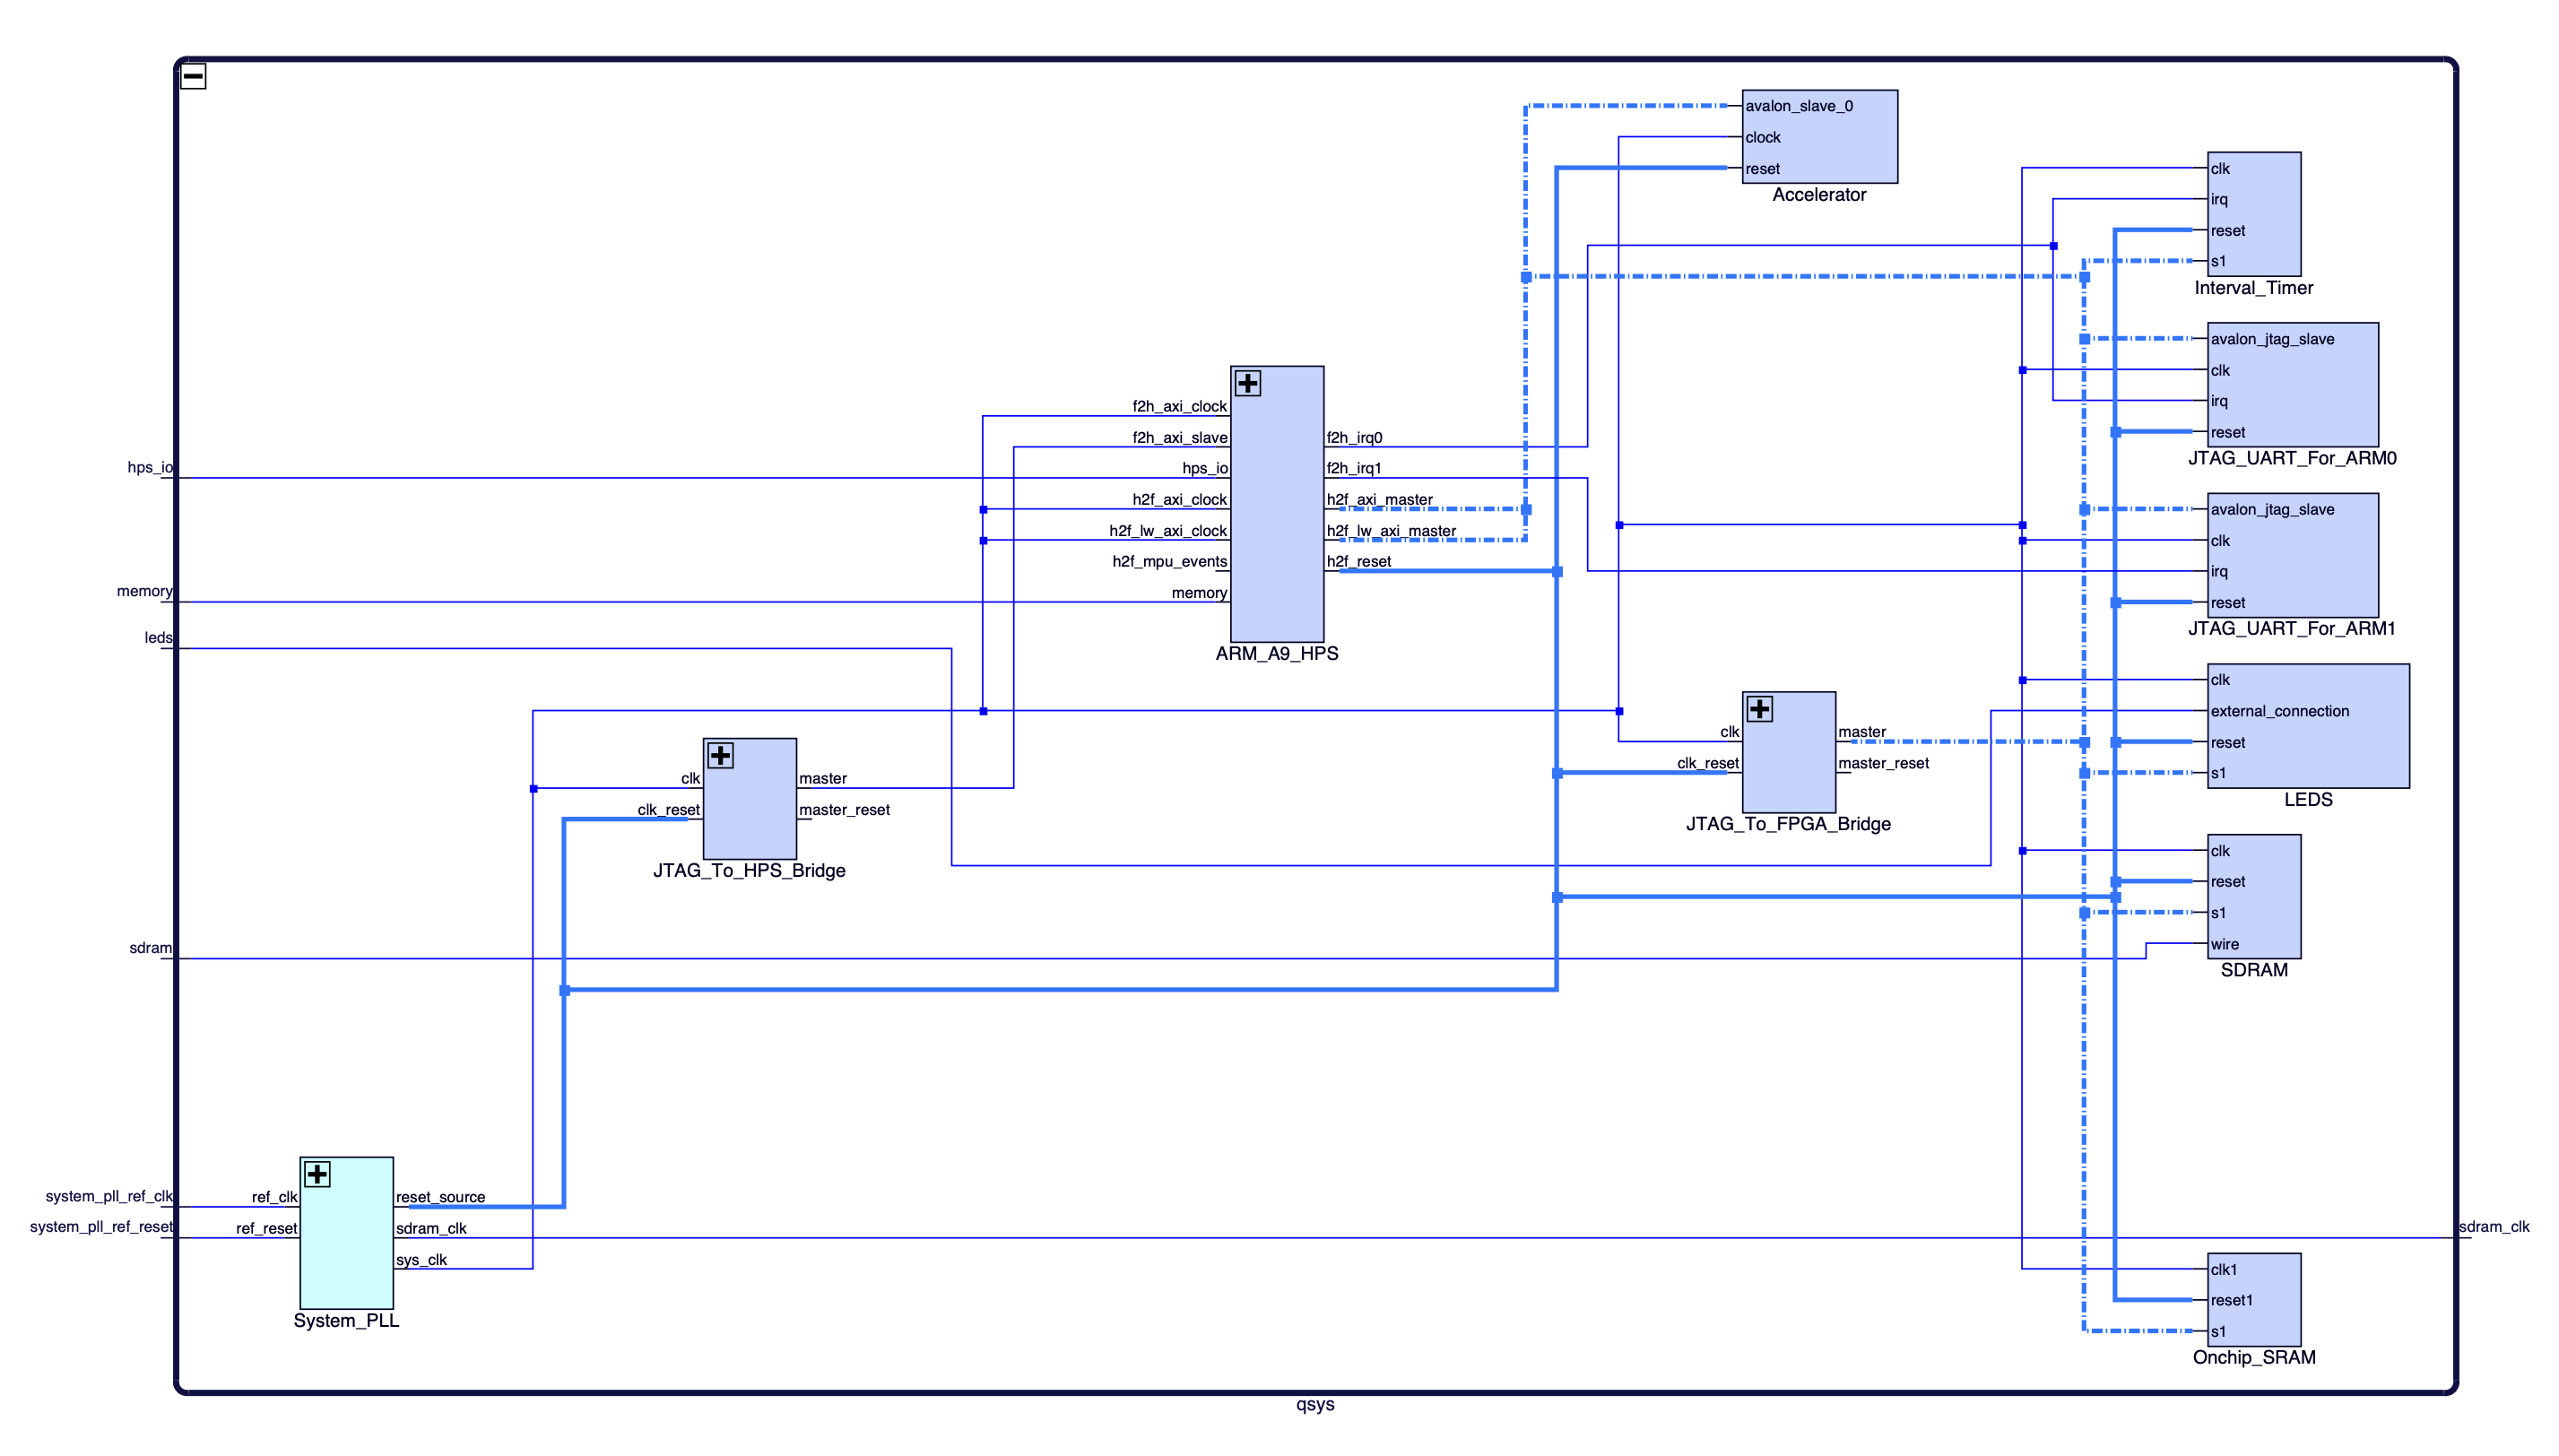 avalon_slave_0
clock
reset
Accelerator
clk
irq
reset
s1
Interval_Timer
avalon_jtag_slave
clk
irq
reset
JTAG_UART_For_ARM0
f2h_axi_clock
f2h_axi_slave
hps_io
h2f_axi_clock
h2f_lw_axi_clock
h2f_mpu_events
memory
f2h_irq0
f2h_irq1
h2f_axi_master
h2f_lw_axi_master
h2f_reset
ARM_A9_HPS
hps_io
memory
leds
avalon_jtag_slave
clk
irq
reset
JTAG_UART_For_ARM1
clk
external_connection
reset
s1
LEDS
clk
clk_reset
master
master_reset
JTAG_To_FPGA_Bridge
clk
clk_reset
master
master_reset
JTAG_To_HPS_Bridge
clk
reset
s1
wire
SDRAM
sdram
system_pll_ref_clk
system_pll_ref_reset
ref_clk
ref_reset
reset_source
sdram_clk
sys_clk
System_PLL
sdram_clk
clk1
reset1
s1
Onchip_SRAM
qsys